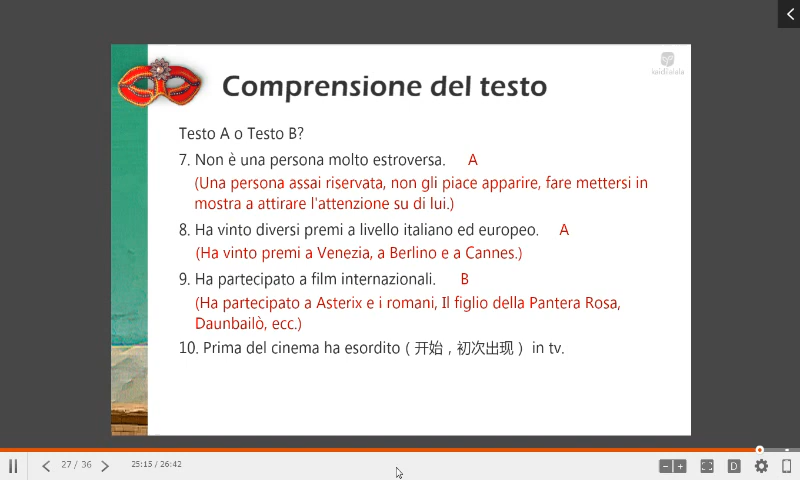 kaichialala
Comprensione del testo
Testo A o Testo B?
7. Non è una persona molto estroversa. A
(Una persona assai riservata, non gli piace apparire, fare mettersi in
mostra a attirare l'attenzione su di lui.)
8. Ha vinto diversi premi a livello italiano ed europeo. A
(Ha vinto premi a Venezia, a Berlino e a Cannes.)
9. Ha partecipato a film internazionali. B
(Ha partecipato a Asterix e i romani, Il figlio della Pantera Rosa,
Daunbailò, ecc.)
10. Prima del cinema ha esordito ( 开始 , 初次出现 ) in tv.
27 / 36
25:15 / 26:42
D